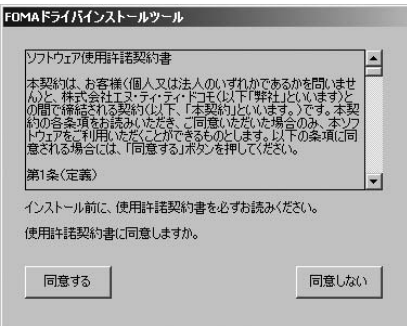 FOMAドライバインストールツール
ソフトウェア使用許諾契約書
本契約は、お客様(個人又は法人のいずれかであるかを問いませ
ん)と、株式会社エヌ・ティ・ティ・ドコモ(以下「弊社」といいます)と
の間で締結される契約(以下、「本契約」といいます。)です。本契
約の各条項をお読みいただき、ご同意いただいた場合のみ、本ソフ
トウェアをご利用いただくことができるものとします。以下の条項に同
意される場合には、「同意する」ボタンを押してください。
第1条(定義)
インストール前に、使用許諾契約書を必ずお読みください。
使用許諾契約書に同意しますか。
同意する
同意しない